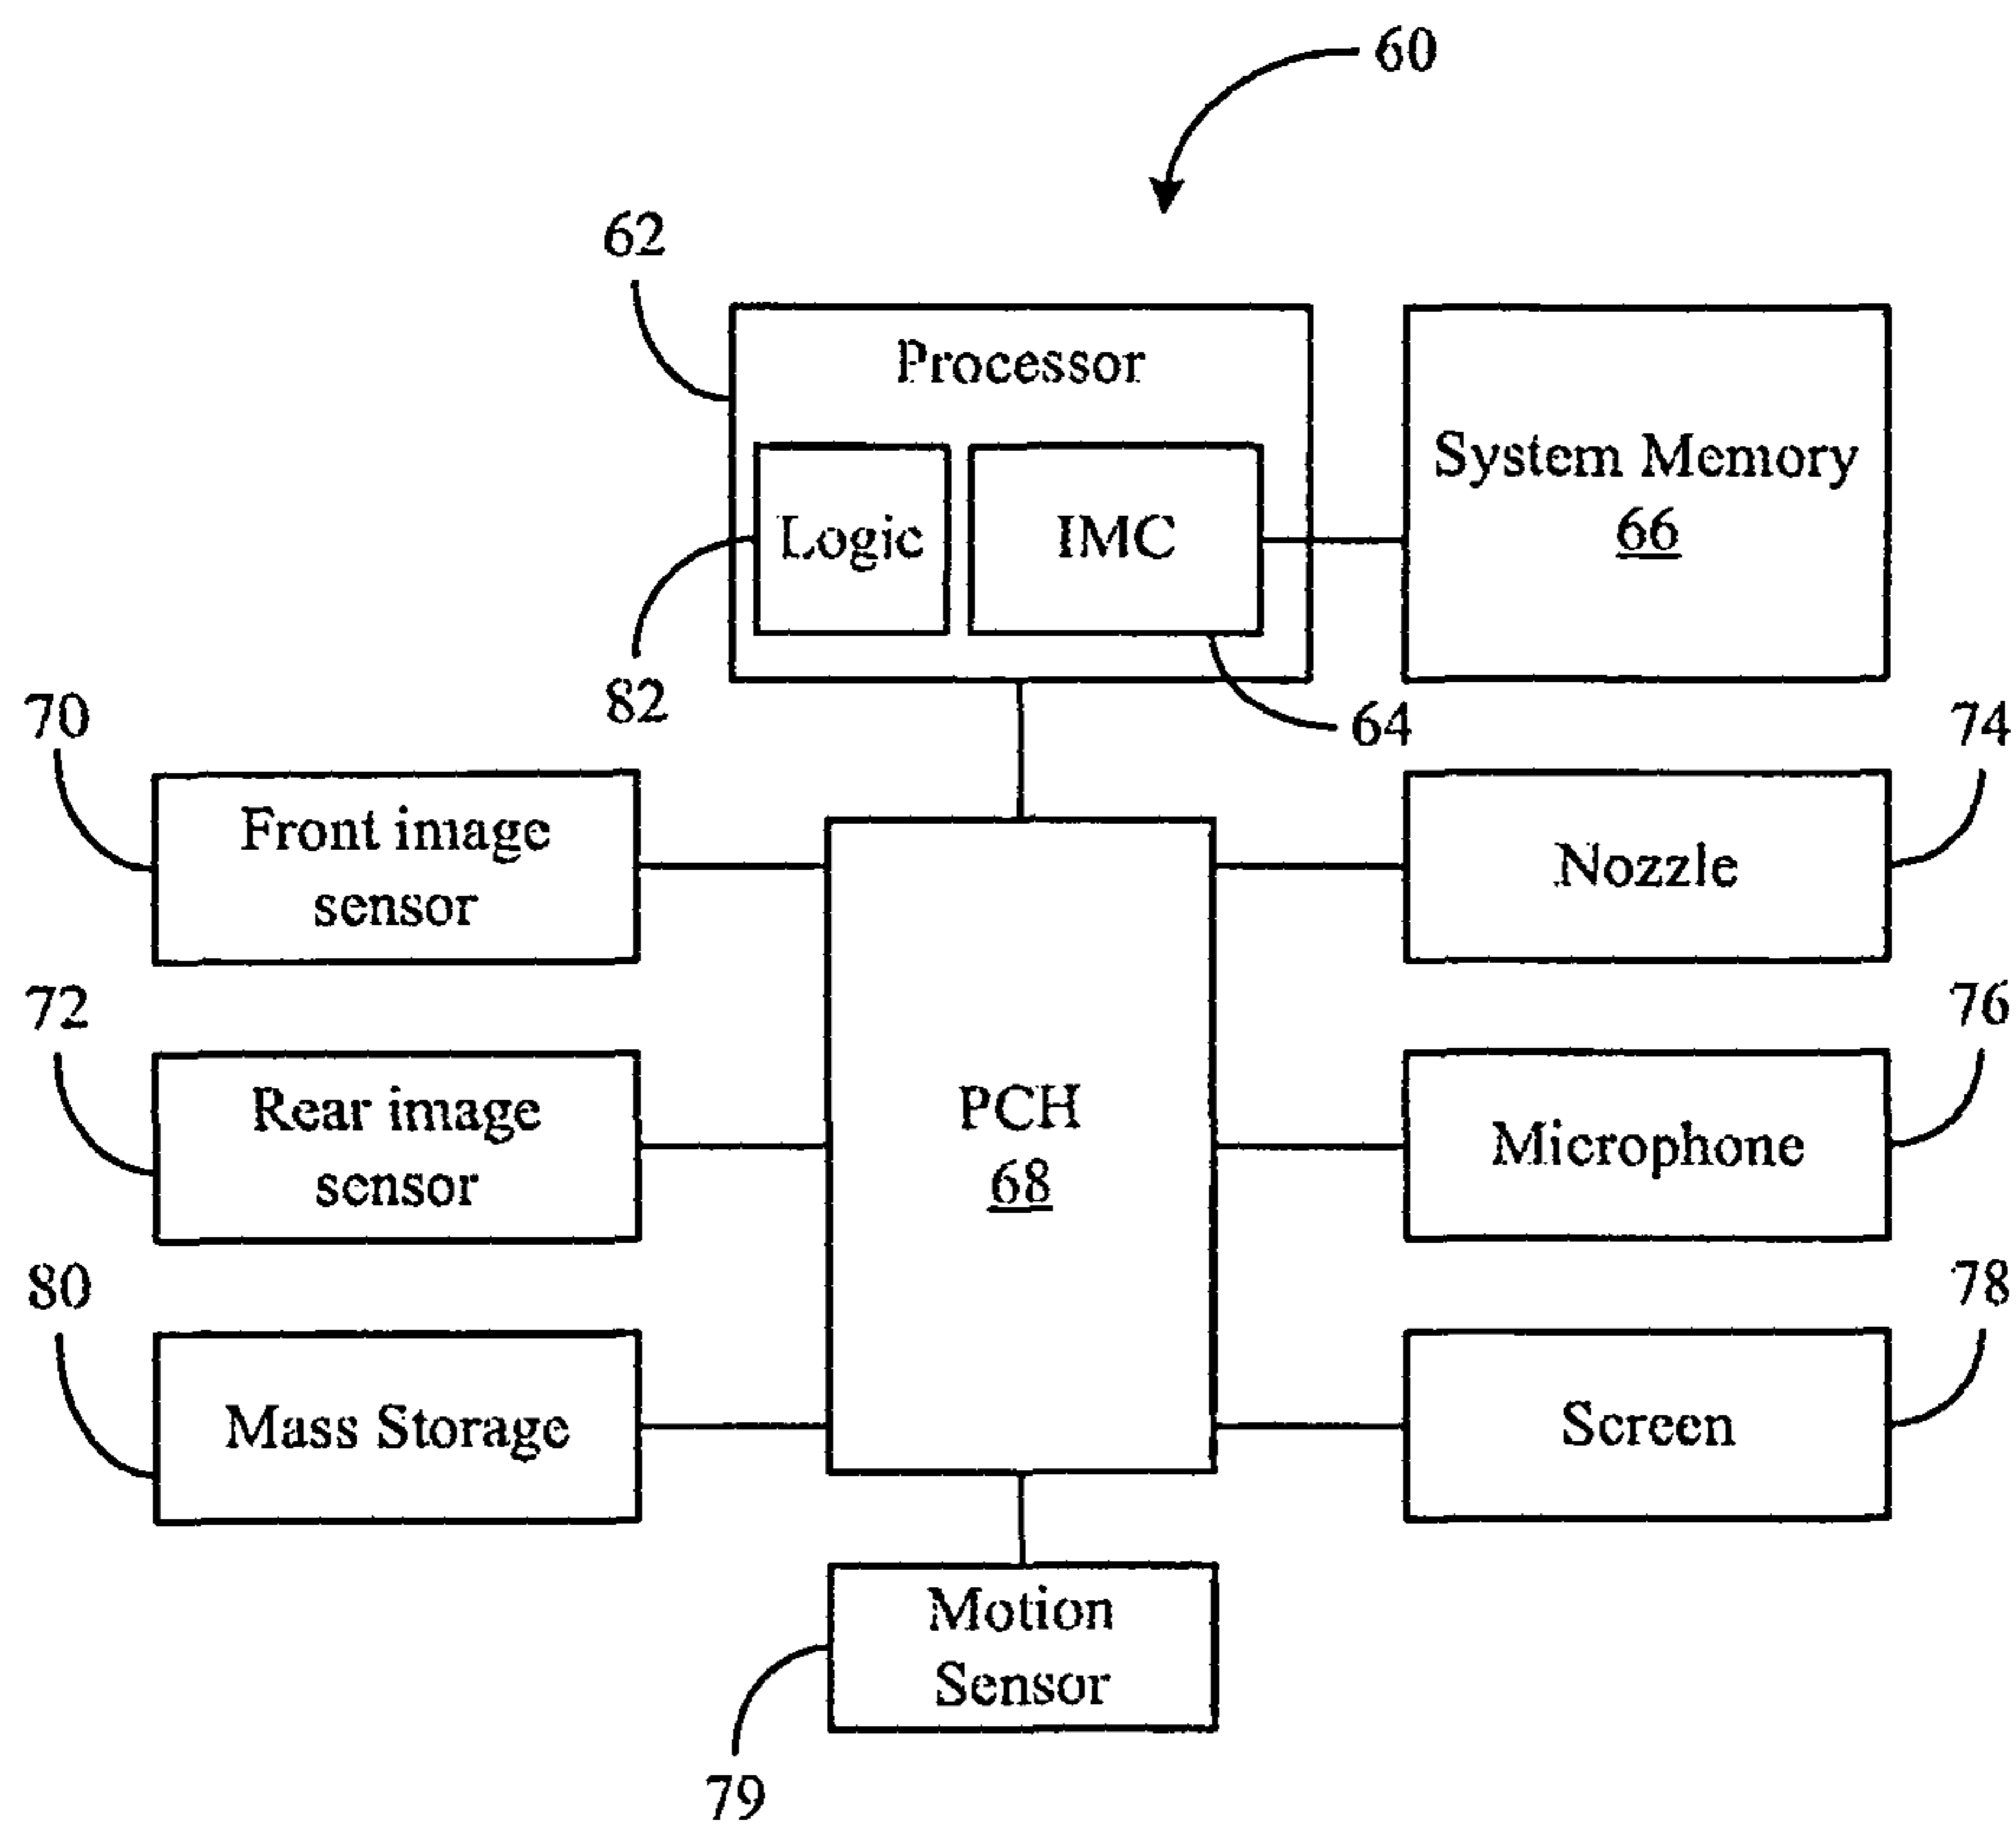 60
62
Processor
System Memory
66
Logic
IMC
82
64
70
74
Front image
sensor
Nozzle
72
76
Rear image
sensor
PCH
68
Microphone
80
78
Mass Storage
Screen
Motion
Sensor
79